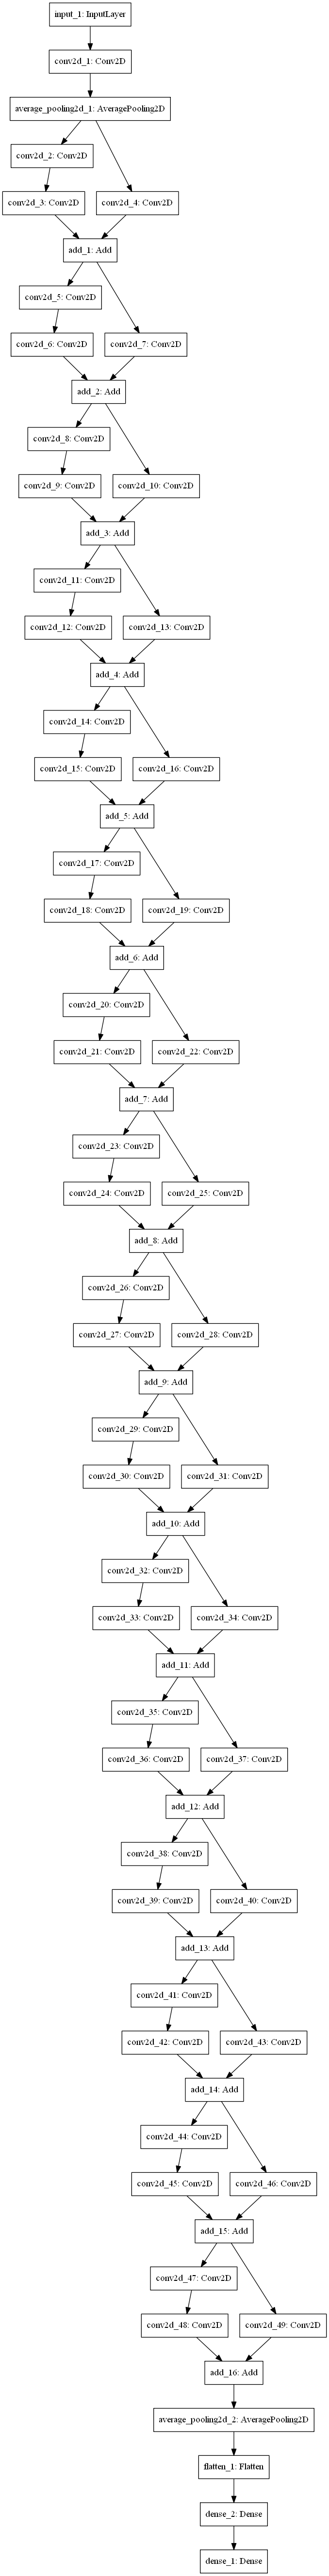 input_1: InputLayer
conv2d_1: Conv2D
average_pooling2d_1: AveragePooling2D
conv2d_2: Conv2D
conv2d_3: Conv2D
conv2d_4: Conv2D
add_1: Add
conv2d_5: Conv2D
conv2d_6: Conv2D
conv2d_7: Conv2D
add_2: Add
conv2d_8: Conv2D
conv2d_9: Conv2D
conv2d_10: Conv2D
add_3: Add
conv2d_11: Conv2D
conv2d_12: Conv2D
conv2d_13: Conv2D
add_4: Add
conv2d_14: Conv2D
conv2d_15: Conv2D
conv2d_16: Conv2D
add_5: Add
conv2d_17: Conv2D
conv2d_18: Conv2D
conv2d_19: Conv2D
add_6: Add
conv2d_20: Conv2D
conv2d_21: Conv2D
conv2d_22: Conv2D
add_7: Add
conv2d_23: Conv2D
conv2d_24: Conv2D
conv2d_25: Conv2D
add_8: Add
conv2d_26: Conv2D
conv2d_27: Conv2D
conv2d_28: Conv2D
add_9: Add
conv2d_29: Conv2D
conv2d_30: Conv2D
conv2d_31: Conv2D
add_10: Add
conv2d_32: Conv2D
conv2d_33: Conv2D
conv2d_34: Conv2D
add_11: Add
conv2d_35: Conv2D
conv2d_36: Conv2D
conv2d_37: Conv2D
add_12: Add
conv2d_38: Conv2D
conv2d_39: Conv2D
conv2d_40: Conv2D
add_13: Add
conv2d_41: Conv2D
conv2d_42: Conv2D
conv2d_43: Conv2D
add_14: Add
conv2d_44: Conv2D
conv2d_45: Conv2D
conv2d_46: Conv2D
add_15: Add
conv2d_47: Conv2D
conv2d_48: Conv2D
conv2d_49: Conv2D
add_16: Add
average_pooling2d_2: AveragePooling2D
flatten_1: Flatten
dense_2: Dense
dense_1: Dense